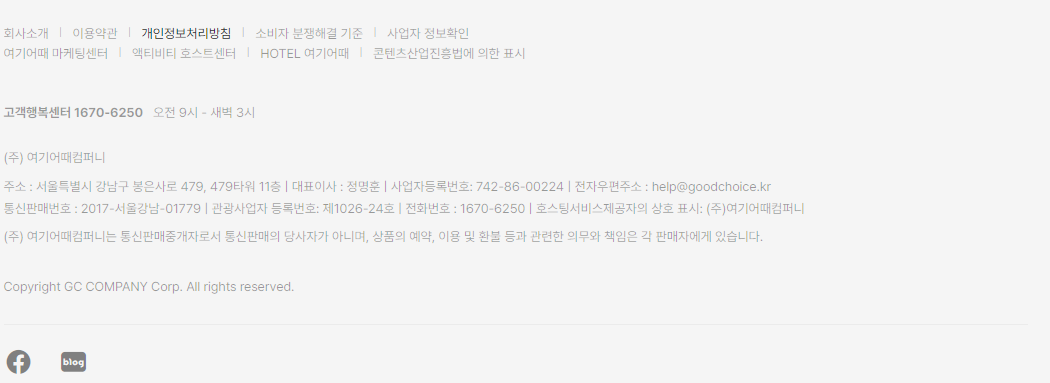 회사소개 | 이용약관 | 개인정보처리방침 | 소비자 분쟁해결 기준 | 사업자 정보확인
여기어때 마케팅센터 | 액티비티 호스트센터 | HOTEL 여기어때 | 콘텐츠산업진흥법에 의한 표시
고객행복센터 1670-6250 오전 9시 - 새벽 3시
(주) 여기어때컴퍼니
주소 : 서울특별시 강남구 봉은사로 479, 479타워 11층 | 대표이사 : 정명훈 | 사업자등록번호: 742-86-00224 | 전자우편주소 : help@goodchoice.kr
통신판매번호 : 2017-서울강남-01779 | 관광사업자 등록번호: 제1026-24호 | 전화번호 : 1670-6250 | 호스팅서비스제공자의 상호 표시: (주)여기어때컴퍼니
(주) 여기어때컴퍼니는 통신판매중개자로서 통신판매의 당사자가 아니며, 상품의 예약, 이용 및 환불 등과 관련한 의무와 책임은 각 판매자에게 있습니다.
Copyright GC COMPANY Corp. All rights reserved.
blog